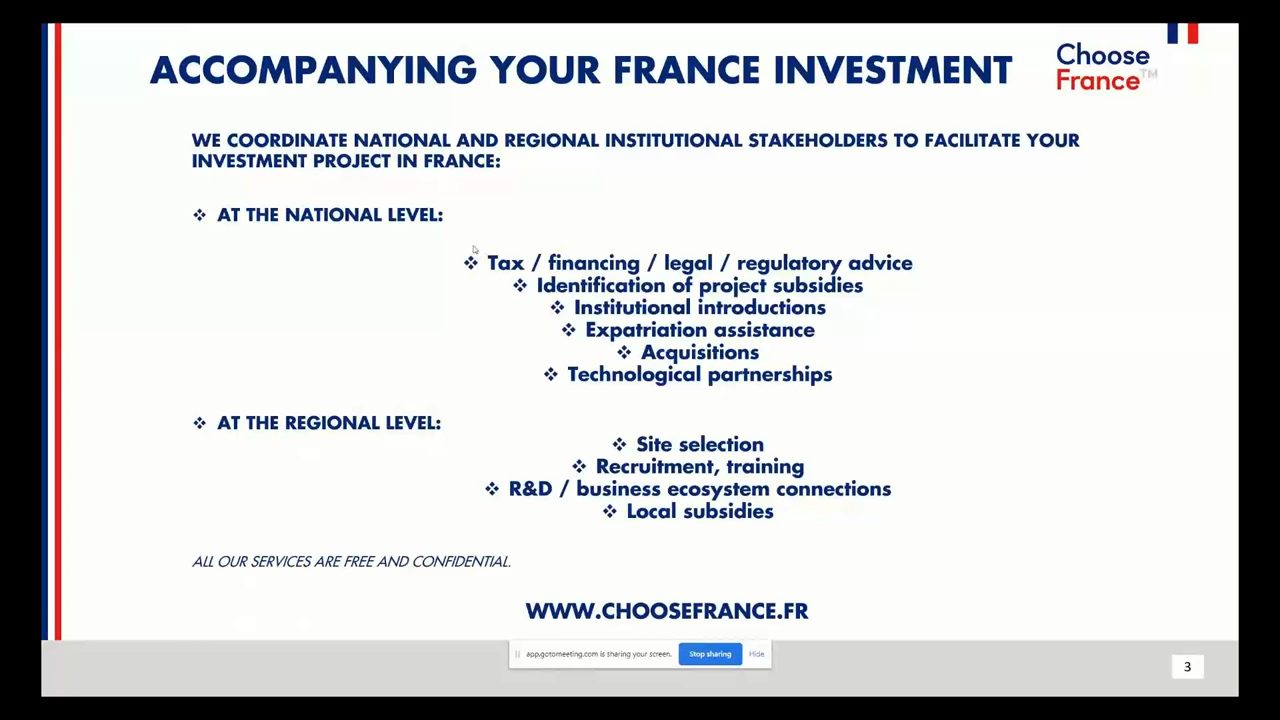 ACCOMPANYING YOUR FRANCE INVESTMENT
Choose
France™
WE COORDINATE NATIONAL AND REGIONAL INSTITUTIONAL STAKEHOLDERS TO FACILITATE YOUR
INVESTMENT PROJECT IN FRANCE:
❖ AT THE NATIONAL LEVEL:
❖ Tax / financing / legal / regulatory advice
❖ Identification of project subsidies
❖ Institutional introductions
❖ Expatriation assistance
❖ Acquisitions
❖ Technological partnerships
❖ AT THE REGIONAL LEVEL:
❖ Site selection
❖ Recruitment, training
❖ R&D / business ecosystem connections
❖ Local subsidies
ALL OUR SERVICES ARE FREE AND CONFIDENTIAL.
WWW.CHOOSEFRANCE.FR
app.gotomeeting.com is sharing your screen. Stop sharing Hide
3